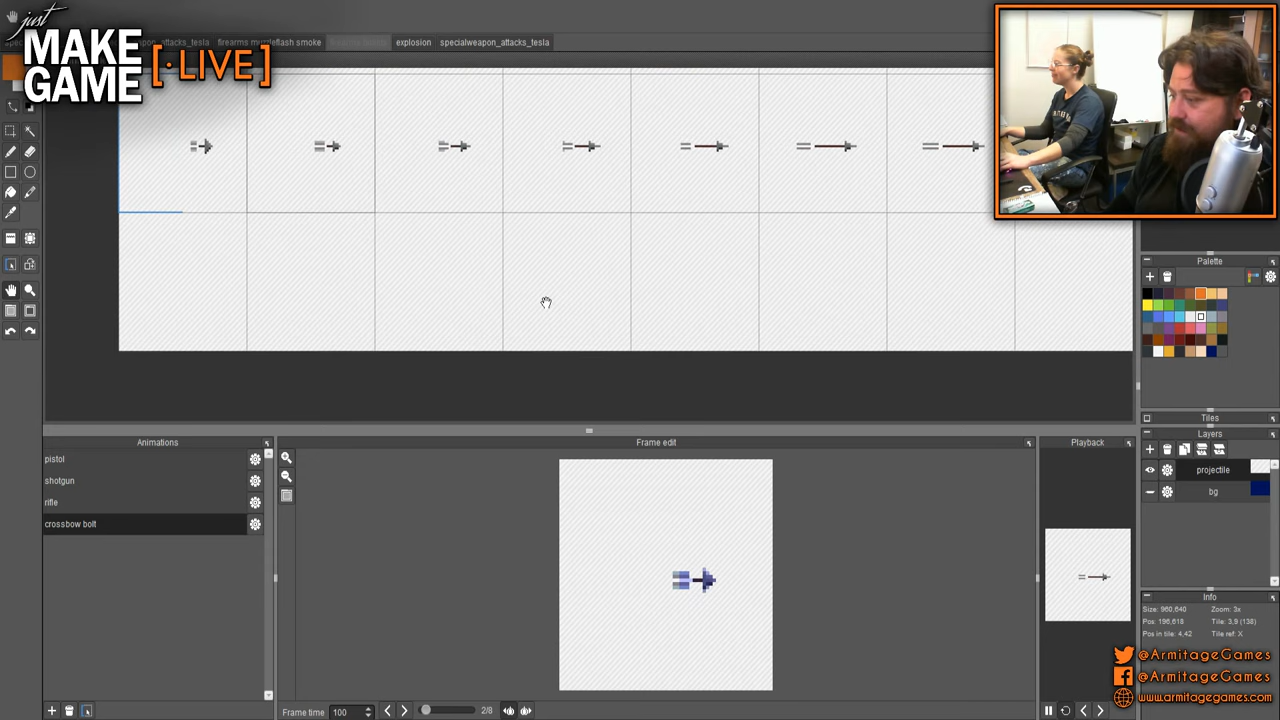 just
MAKE
GAME
[·LIVE]
pon_attacks_tesla firearms muzzleflash smoke explosion specialweapon_attacks_tesla
Palette
Tiles
Animations Frame edit Playback Layers
pistol
shotgun
rifle
crossbow bolt
projectile
bg
Info
Size: 960,640 Zoom: 3x
Pos: 196,618 Tile: 3,9 (138)
Pos in tile: 4,42 Tile ref: X
@ArmitageGames
@ArmitageGames
www.armitagegames.com
Frame time 100 2/8